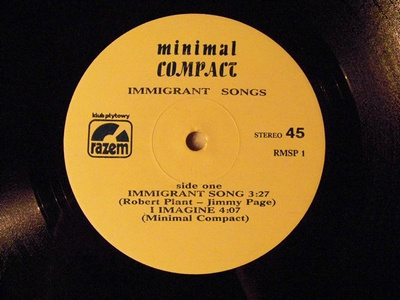 minimal
COMPACT
IMMIGRANT SONGS
klub płytowy
razem
STEREO 45
RMSP 1
side one
IMMIGRANT SONG 3:27
(Robert Plant – Jimmy Page)
I IMAGINE 4:07
(Minimal Compact)